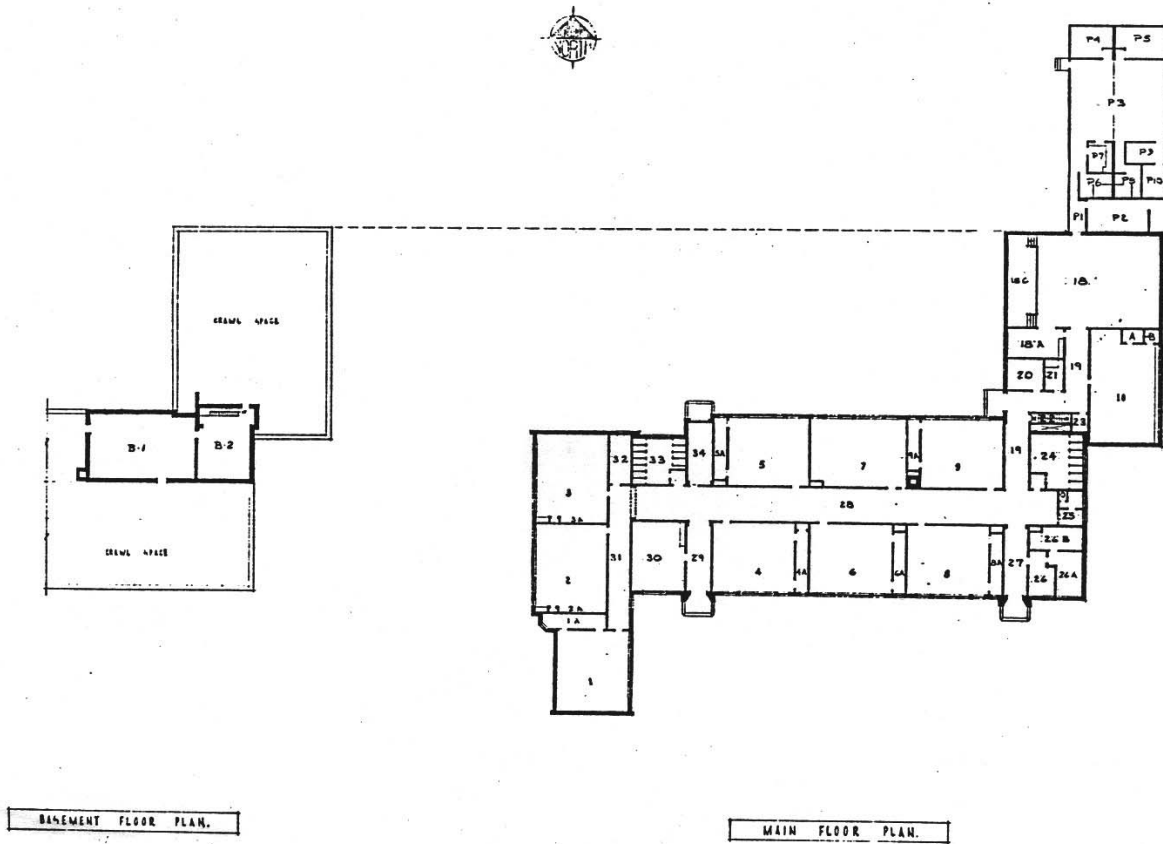 NORTH
P4 P5
P3
P7 P9
P6 P8 P10
P1 P2
18C 18
CRAWL SPACE
18A A B
19
20 21
10
23
B-1 B-2
32 33 34 5A 5 7 9A 9 19 24
3
28
25
CRAWL SPACE
3A
31 30 29 4 4A 6 6A 8 8A 27 26B
2
26 26A
2A
1A
1
BASEMENT FLOOR PLAN.
MAIN FLOOR PLAN.